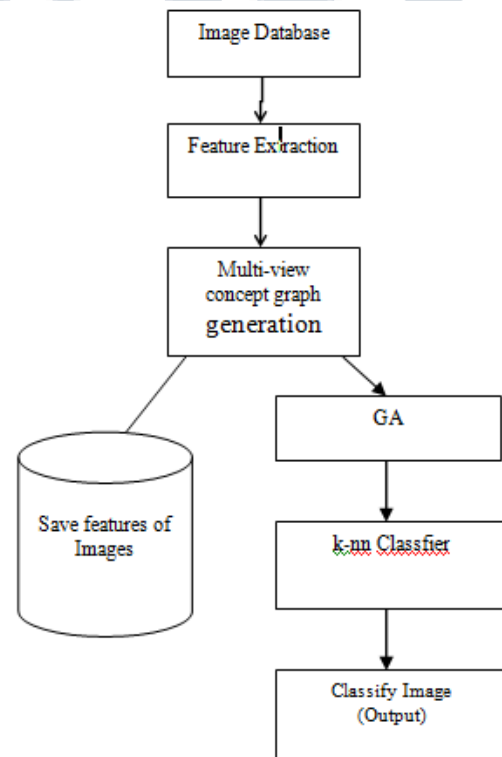 Image Database
Feature Extraction
Multi-view
concept graph
generation
GA
Save features of
Images
k-nn Classfier
Classify Image
(Output)